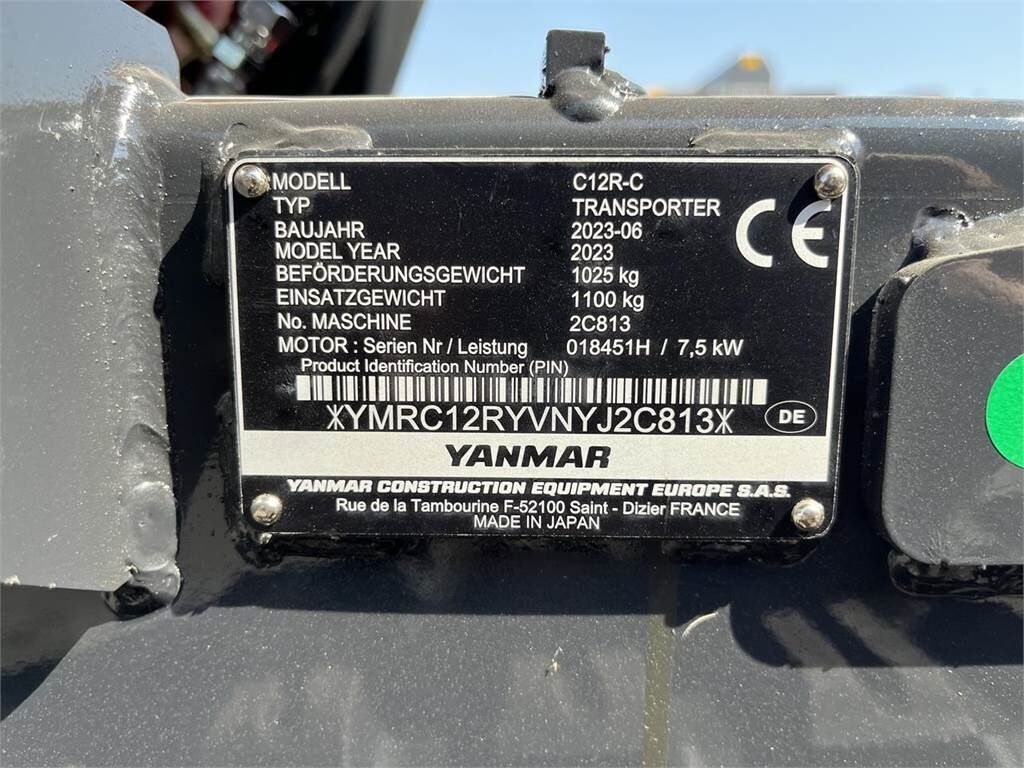 MODELL C12R-C
TYP TRANSPORTER
BAUJAHR 2023-06
MODEL YEAR 2023
BEFÖRDERUNGSGEWICHT 1025 kg
EINSATZGEWICHT 1100 kg
No. MASCHINE 2C813
MOTOR : Serien Nr / Leistung 018451H / 7,5 kW
Product Identification Number (PIN)
*YMRC12RYVNYJ2C813*
DE
CE
YANMAR
YANMAR CONSTRUCTION EQUIPMENT EUROPE S.A.S.
Rue de la Tambourine F-52100 Saint - Dizier FRANCE
MADE IN JAPAN